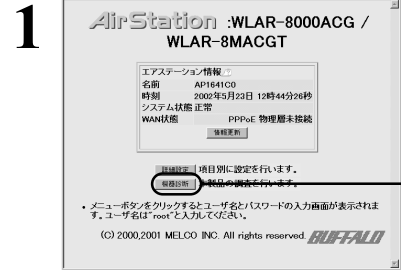 1
AirStation :WLAR-8000ACG /
WLAR-8MACGT
エアステーション情報
名前 AP1641C0
時刻 2002年5月23日 12時44分26秒
システム状態 正常
WAN状態 PPPoE 物理層未接続
情報更新
詳細設定 項目別に設定を行います。
機器診断 本製品の調査を行います。
・メニューボタンをクリックするとユーザ名とパスワードの入力画面が表示されま
す。ユーザ名は"root"と入力してください。
(C) 2000,2001 MELCO INC. All rights reserved. BUFFALO